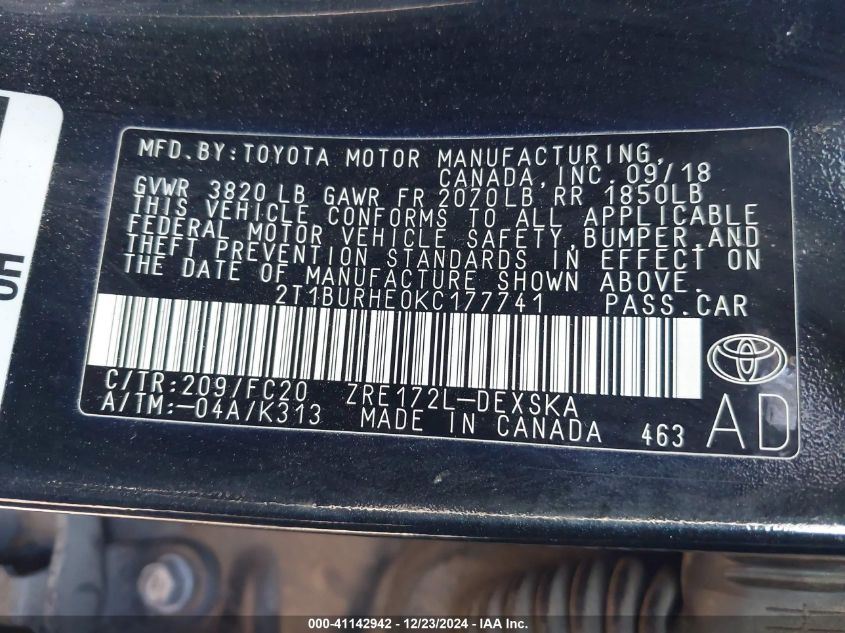 MFD.BY:TOYOTA MOTOR MANUFACTURING,
CANADA, INC. 09/18
GVWR 3820 LB GAWR FR 2070LB RR 1850LB
THIS VEHICLE CONFORMS TO ALL APPLICABLE
FEDERAL MOTOR VEHICLE SAFETY, BUMPER, AND
THEFT PREVENTION STANDARDS IN EFFECT ON
THE DATE OF MANUFACTURE SHOWN ABOVE.
2T1BURHE0KC177741 PASS.CAR
C/TR:209/FC20 ZRE172L-DEXSKA
A/TM:-04A/K313 MADE IN CANADA 463 AD
000-41142942 / 12/23/2024 - IAA Inc.